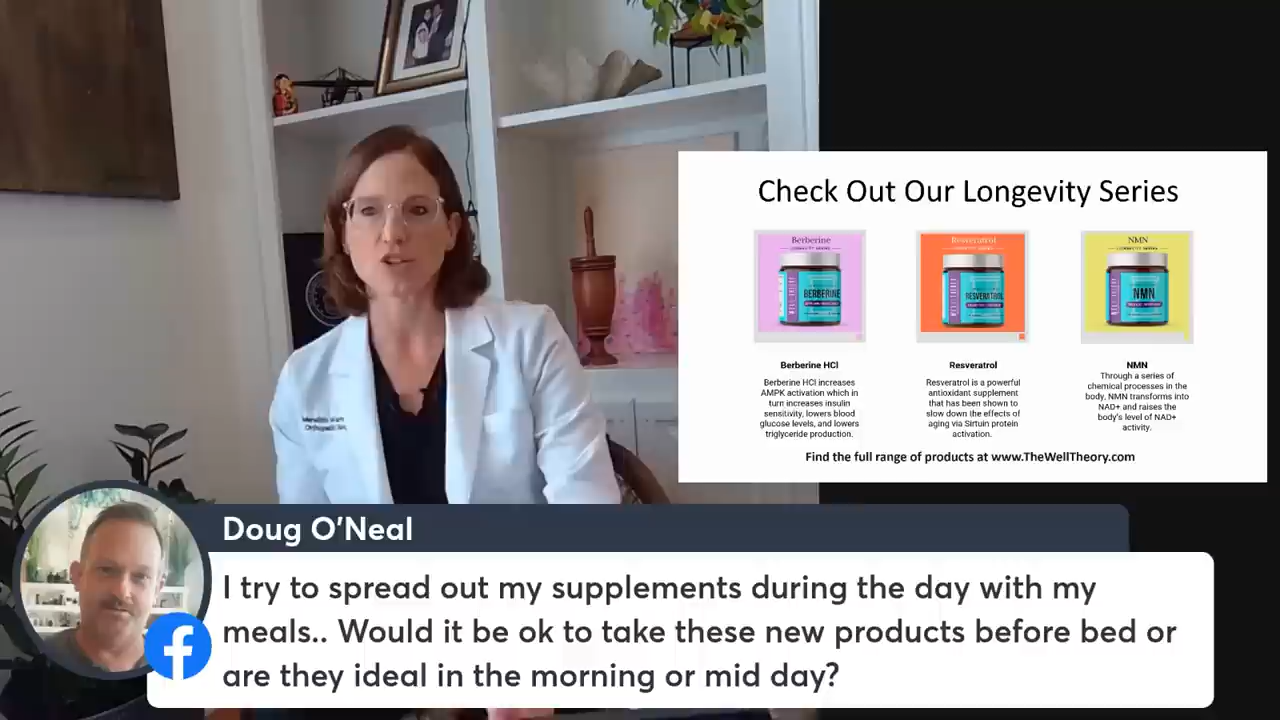 Check Out Our Longevity Series
Berberine
Resveratrol
NMN
BERBERINE
RESVERATROL
NMN
Berberine HCl
Berberine HCl increases
AMPK activation which in
turn increases insulin
sensitivity, lowers blood
glucose levels, and lowers
triglyceride production.
Resveratrol
Resveratrol is a powerful
antioxidant supplement
that has been shown to
slow down the effects of
aging via Sirtuin protein
activation.
NMN
Through a series of
chemical processes in the
body, NMN transforms into
NAD+ and raises the
body's level of NAD+
activity.
Find the full range of products at www.TheWellTheory.com
Doug O'Neal
I try to spread out my supplements during the day with my
meals.. Would it be ok to take these new products before bed or
are they ideal in the morning or mid day?